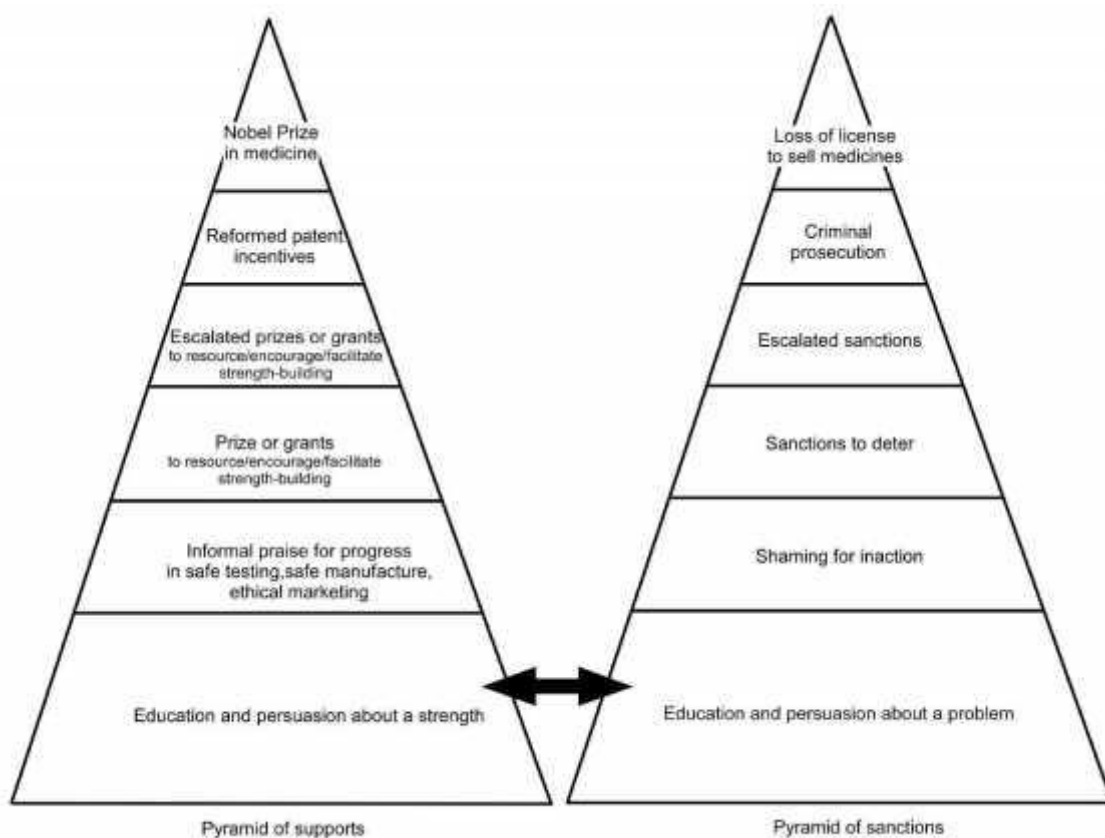 Nobel Prize
in medicine
Reformed patent
incentives
Escalated prizes or grants
to resource/encourage/facilitate
strength-building
Prize or grants
to resource/encourage/facilitate
strength-building
Informal praise for progress
in safe testing,safe manufacture,
ethical marketing
Education and persuasion about a strength
Pyramid of supports
Loss of license
to sell medicines
Criminal
prosecution
Escalated sanctions
Sanctions to deter
Shaming for inaction
Education and persuasion about a problem
Pyramid of sanctions